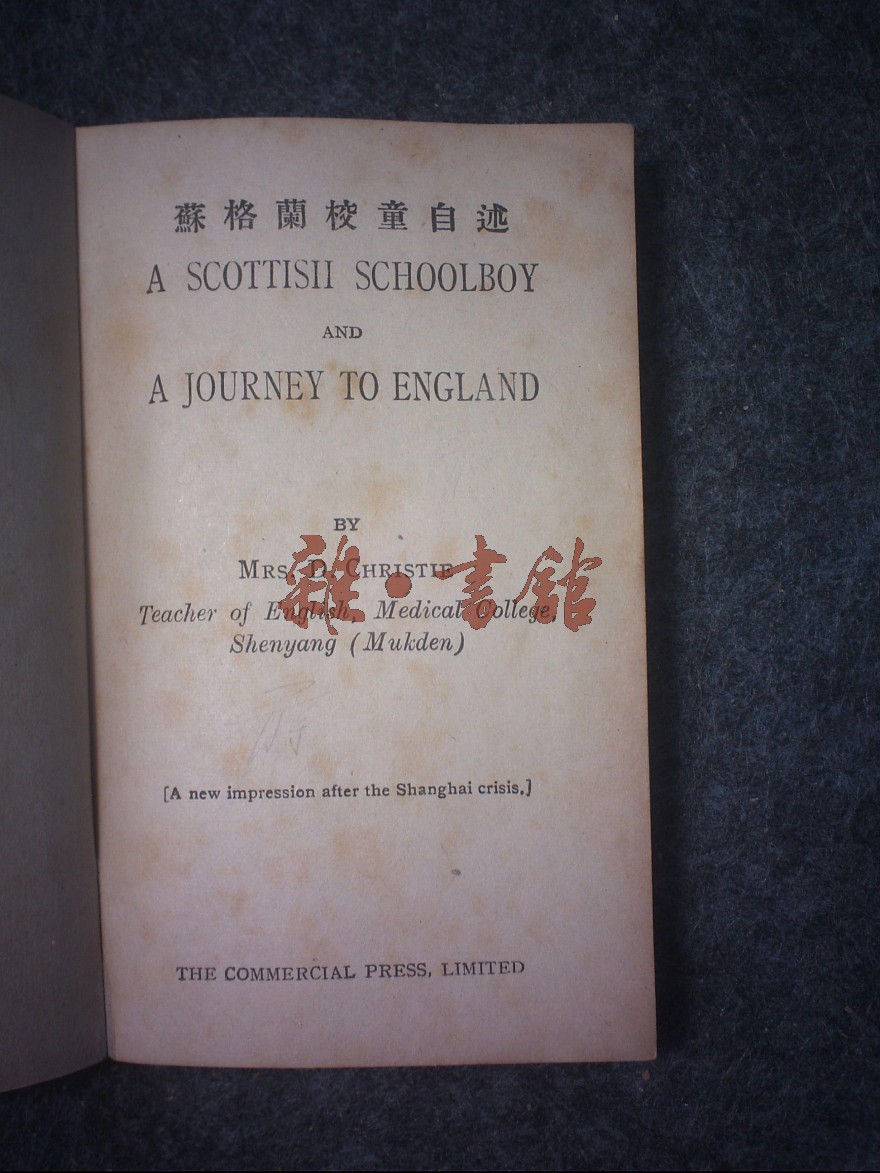 蘇格蘭校童自述
A SCOTTISH SCHOOLBOY
AND
A JOURNEY TO ENGLAND
BY
MRS. D. CHRISTIE
雜·書館
Teacher of English, Medical College,
Shenyang (Mukden)
[A new impression after the Shanghai crisis.]
THE COMMERCIAL PRESS, LIMITED